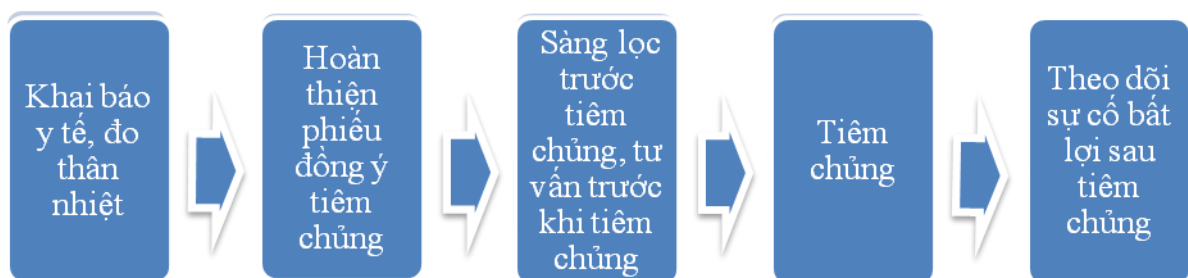 Khai báo
y tế, đo
thân
nhiệt
Hoàn
thiện
phiếu
đồng ý
tiêm
chủng
Sàng lọc
trước
tiêm
chủng, tư
vấn trước
khi tiêm
chủng
Tiêm
chủng
Theo dõi
sự cố bất
lợi sau
tiêm
chủng